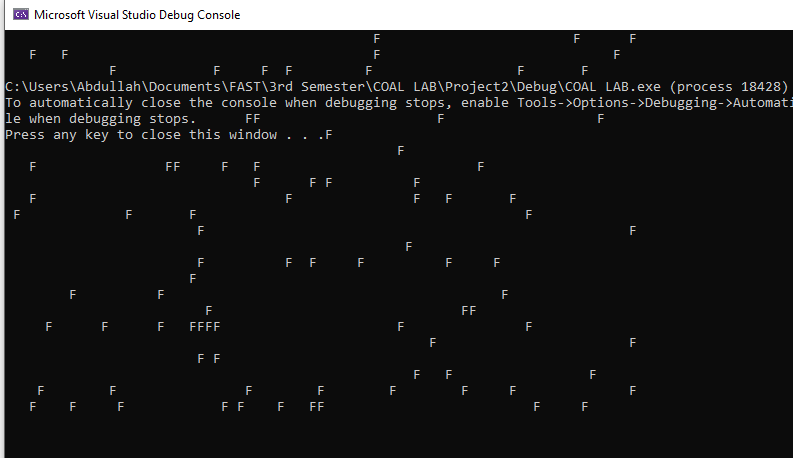 Microsoft Visual Studio Debug Console
F F F
F F F F
F F F F F F F
C:\Users\Abdullah\Documents\FAST\3rd Semester\COAL LAB\Project2\Debug\COAL LAB.exe (process 18428)
To automatically close the console when debugging stops, enable Tools->Options->Debugging->Automati
le when debugging stops. FF F F
Press any key to close this window . . .F
F
F FF F F F
F F F F
F F F F F
F F F F
F F
F
F F F F F F
F
F F F
F FF
F F F FFFF F F
F F
F F
F F F
F F F F F F F F
F F F F F F FF F F